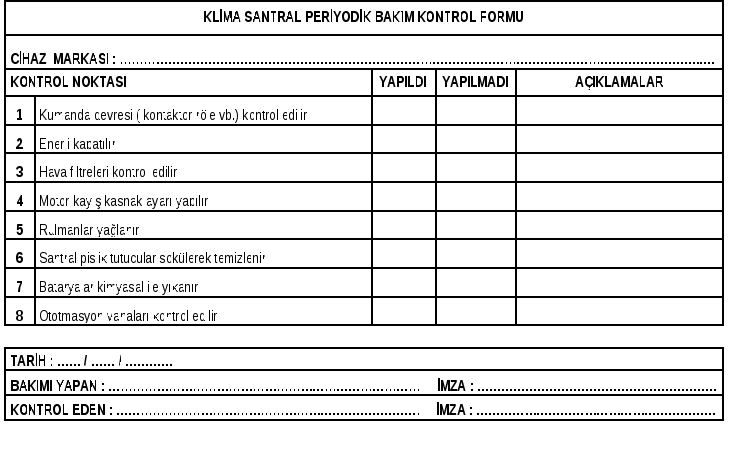 KLİMA SANTRAL PERİYODİK BAKIM KONTROL FORMU
CİHAZ MARKASI : ....................................................................................................................................................
KONTROL NOKTASI YAPILDI YAPILMADI AÇIKLAMALAR
1 Kumanda devresi ( kontaktör röle vb.) kontrol edilir
2 Enerji kapatılır
3 Hava filtreleri kontrol edilir
4 Motor kayış kasnak ayarı yapılır
5 Rulmanlar yağlanır
6 Santral pislik tutucular sökülerek temizlenir
7 Bataryalar kimyasal ile yıkanır
8 Ototmasyon vanaları kontrol edilir
TARİH : ...... / ...... / ............
BAKIMI YAPAN : .............................................................................. İMZA : ............................................................
KONTROL EDEN : ............................................................................ İMZA : ............................................................